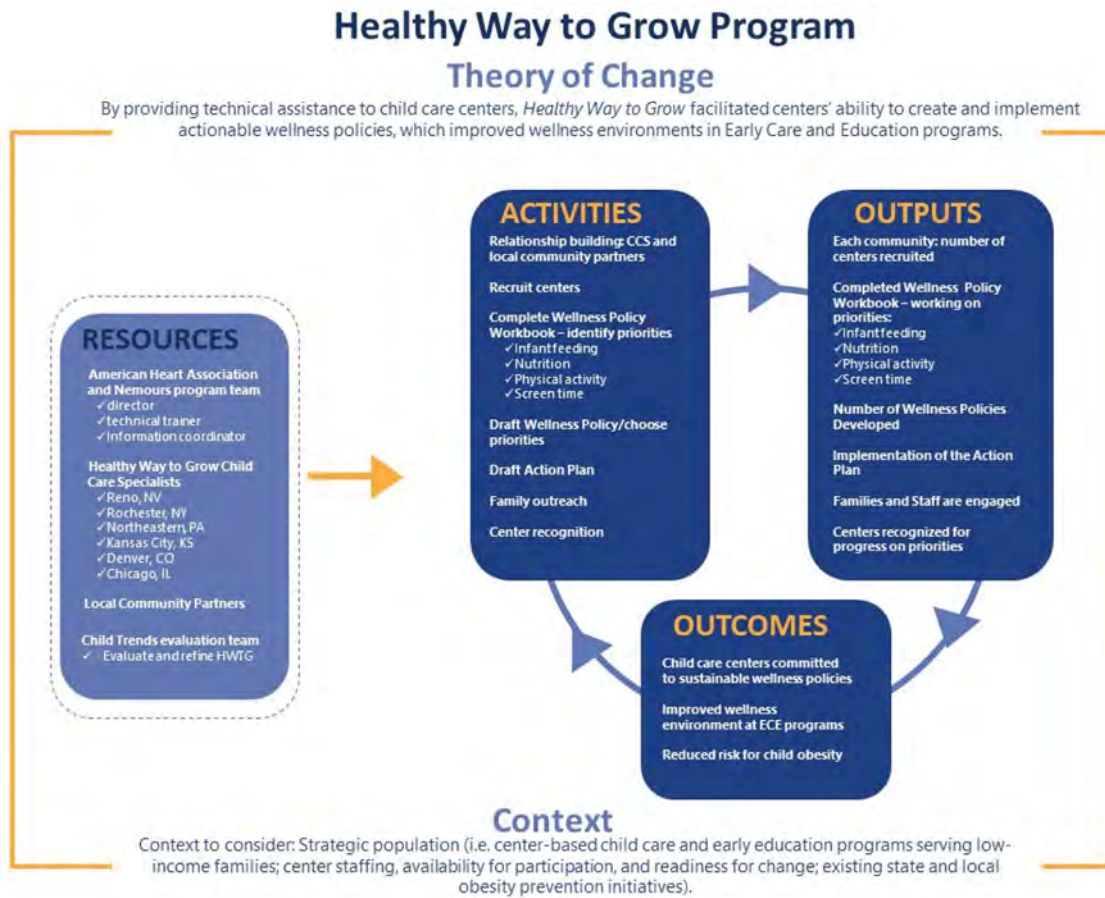 Healthy Way to Grow Program
Theory of Change
By providing technical assistance to child care centers, Healthy Way to Grow facilitated centers' ability to create and implement
actionable wellness policies, which improved wellness environments in Early Care and Education programs.
RESOURCES
American Heart Association
and Nemours program team
✓director
✓technical trainer
✓Information coordinator
Healthy Way to Grow Child
Care Specialists
✓Reno, NV
✓Rochester, NY
✓Northeastern, PA
✓Kansas City, KS
✓Denver, CO
✓Chicago, IL
Local Community Partners
Child Trends evaluation team
✓ Evaluate and refine HWTG
ACTIVITIES
Relationship building: CCS and
local community partners
Recruit centers
Complete Wellness Policy
Workbook – identify priorities
✓Infant feeding
✓Nutrition
✓Physical activity
✓Screen time
Draft Wellness Policy/choose
priorities
Draft Action Plan
Family outreach
Center recognition
OUTPUTS
Each community: number of
centers recruited
Completed Wellness Policy
Workbook – working on
priorities:
✓Infant feeding
✓Nutrition
✓Physical activity
✓Screen time
Number of Wellness Policies
Developed
Implementation of the Action
Plan
Families and Staff are engaged
Centers recognized for
progress on priorities
OUTCOMES
Child care centers committed
to sustainable wellness policies
Improved wellness
environment at ECE programs
Reduced risk for child obesity
Context
Context to consider: Strategic population (i.e. center-based child care and early education programs serving low-
income families; center staffing, availability for participation, and readiness for change; existing state and local
obesity prevention initiatives).